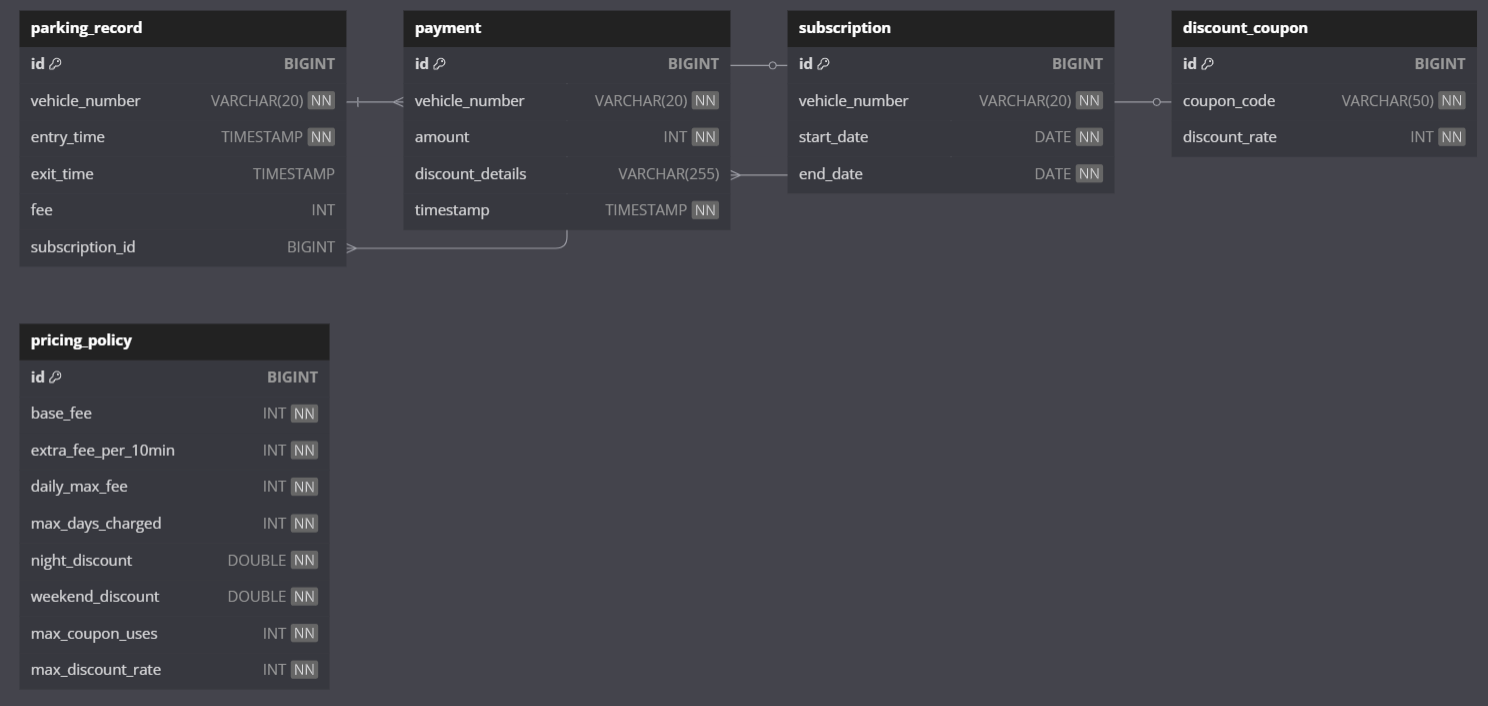 parking_record
id BIGINT
vehicle_number VARCHAR(20) NN
entry_time TIMESTAMP NN
exit_time TIMESTAMP
fee INT
subscription_id BIGINT
payment
id BIGINT
vehicle_number VARCHAR(20) NN
amount INT NN
discount_details VARCHAR(255)
timestamp TIMESTAMP NN
subscription
id BIGINT
vehicle_number VARCHAR(20) NN
start_date DATE NN
end_date DATE NN
discount_coupon
id BIGINT
coupon_code VARCHAR(50) NN
discount_rate INT NN
pricing_policy
id BIGINT
base_fee INT NN
extra_fee_per_10min INT NN
daily_max_fee INT NN
max_days_charged INT NN
night_discount DOUBLE NN
weekend_discount DOUBLE NN
max_coupon_uses INT NN
max_discount_rate INT NN